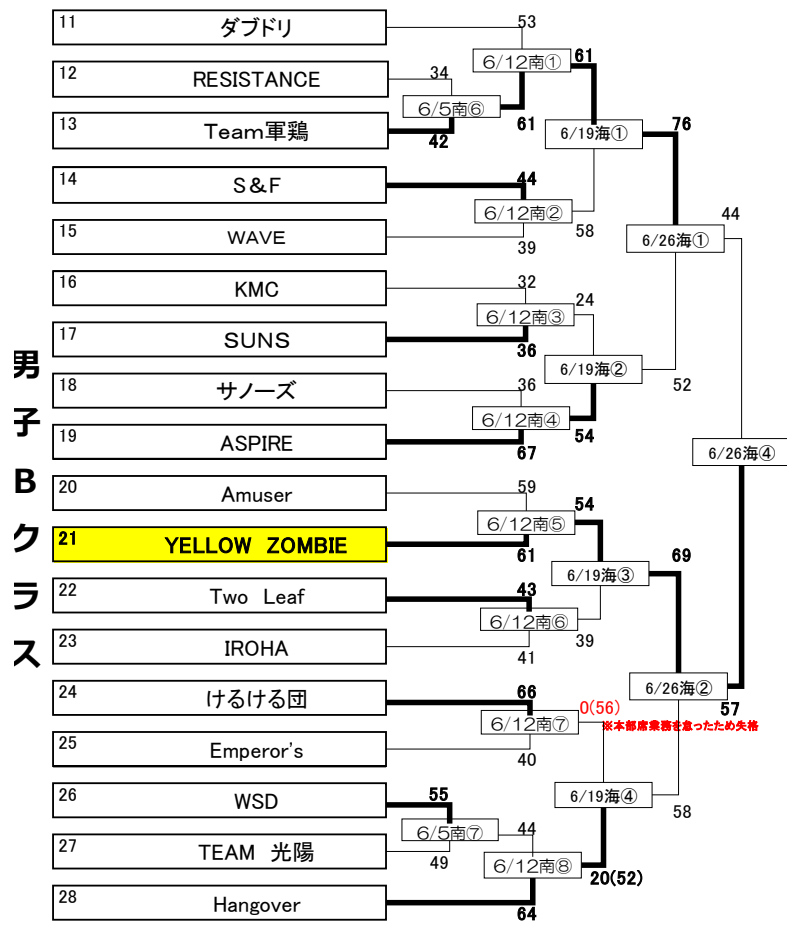 男子Bクラス
11 ダブドリ
12 RESISTANCE
13 Team軍鶏
14 S&F
15 WAVE
16 KMC
17 SUNS
18 サノーズ
19 ASPIRE
20 Amuser
21 YELLOW ZOMBIE
22 Two Leaf
23 IROHA
24 けるける団
25 Emperor's
26 WSD
27 TEAM 光陽
28 Hangover
34
6/5南⑥
42
55
6/5南⑦
49
53
6/12南①
61
44
6/12南②
39
32
6/12南③
36
36
6/12南④
67
59
6/12南⑤
61
43
6/12南⑥
41
66
6/12南⑦
40
44
6/12南⑧
64
61
6/19海①
58
24
6/19海②
54
54
6/19海③
39
0(56)
※本部席業務を怠ったため失格
6/19海④
20(52)
76
6/26海①
52
69
6/26海②
58
44
6/26海④
57